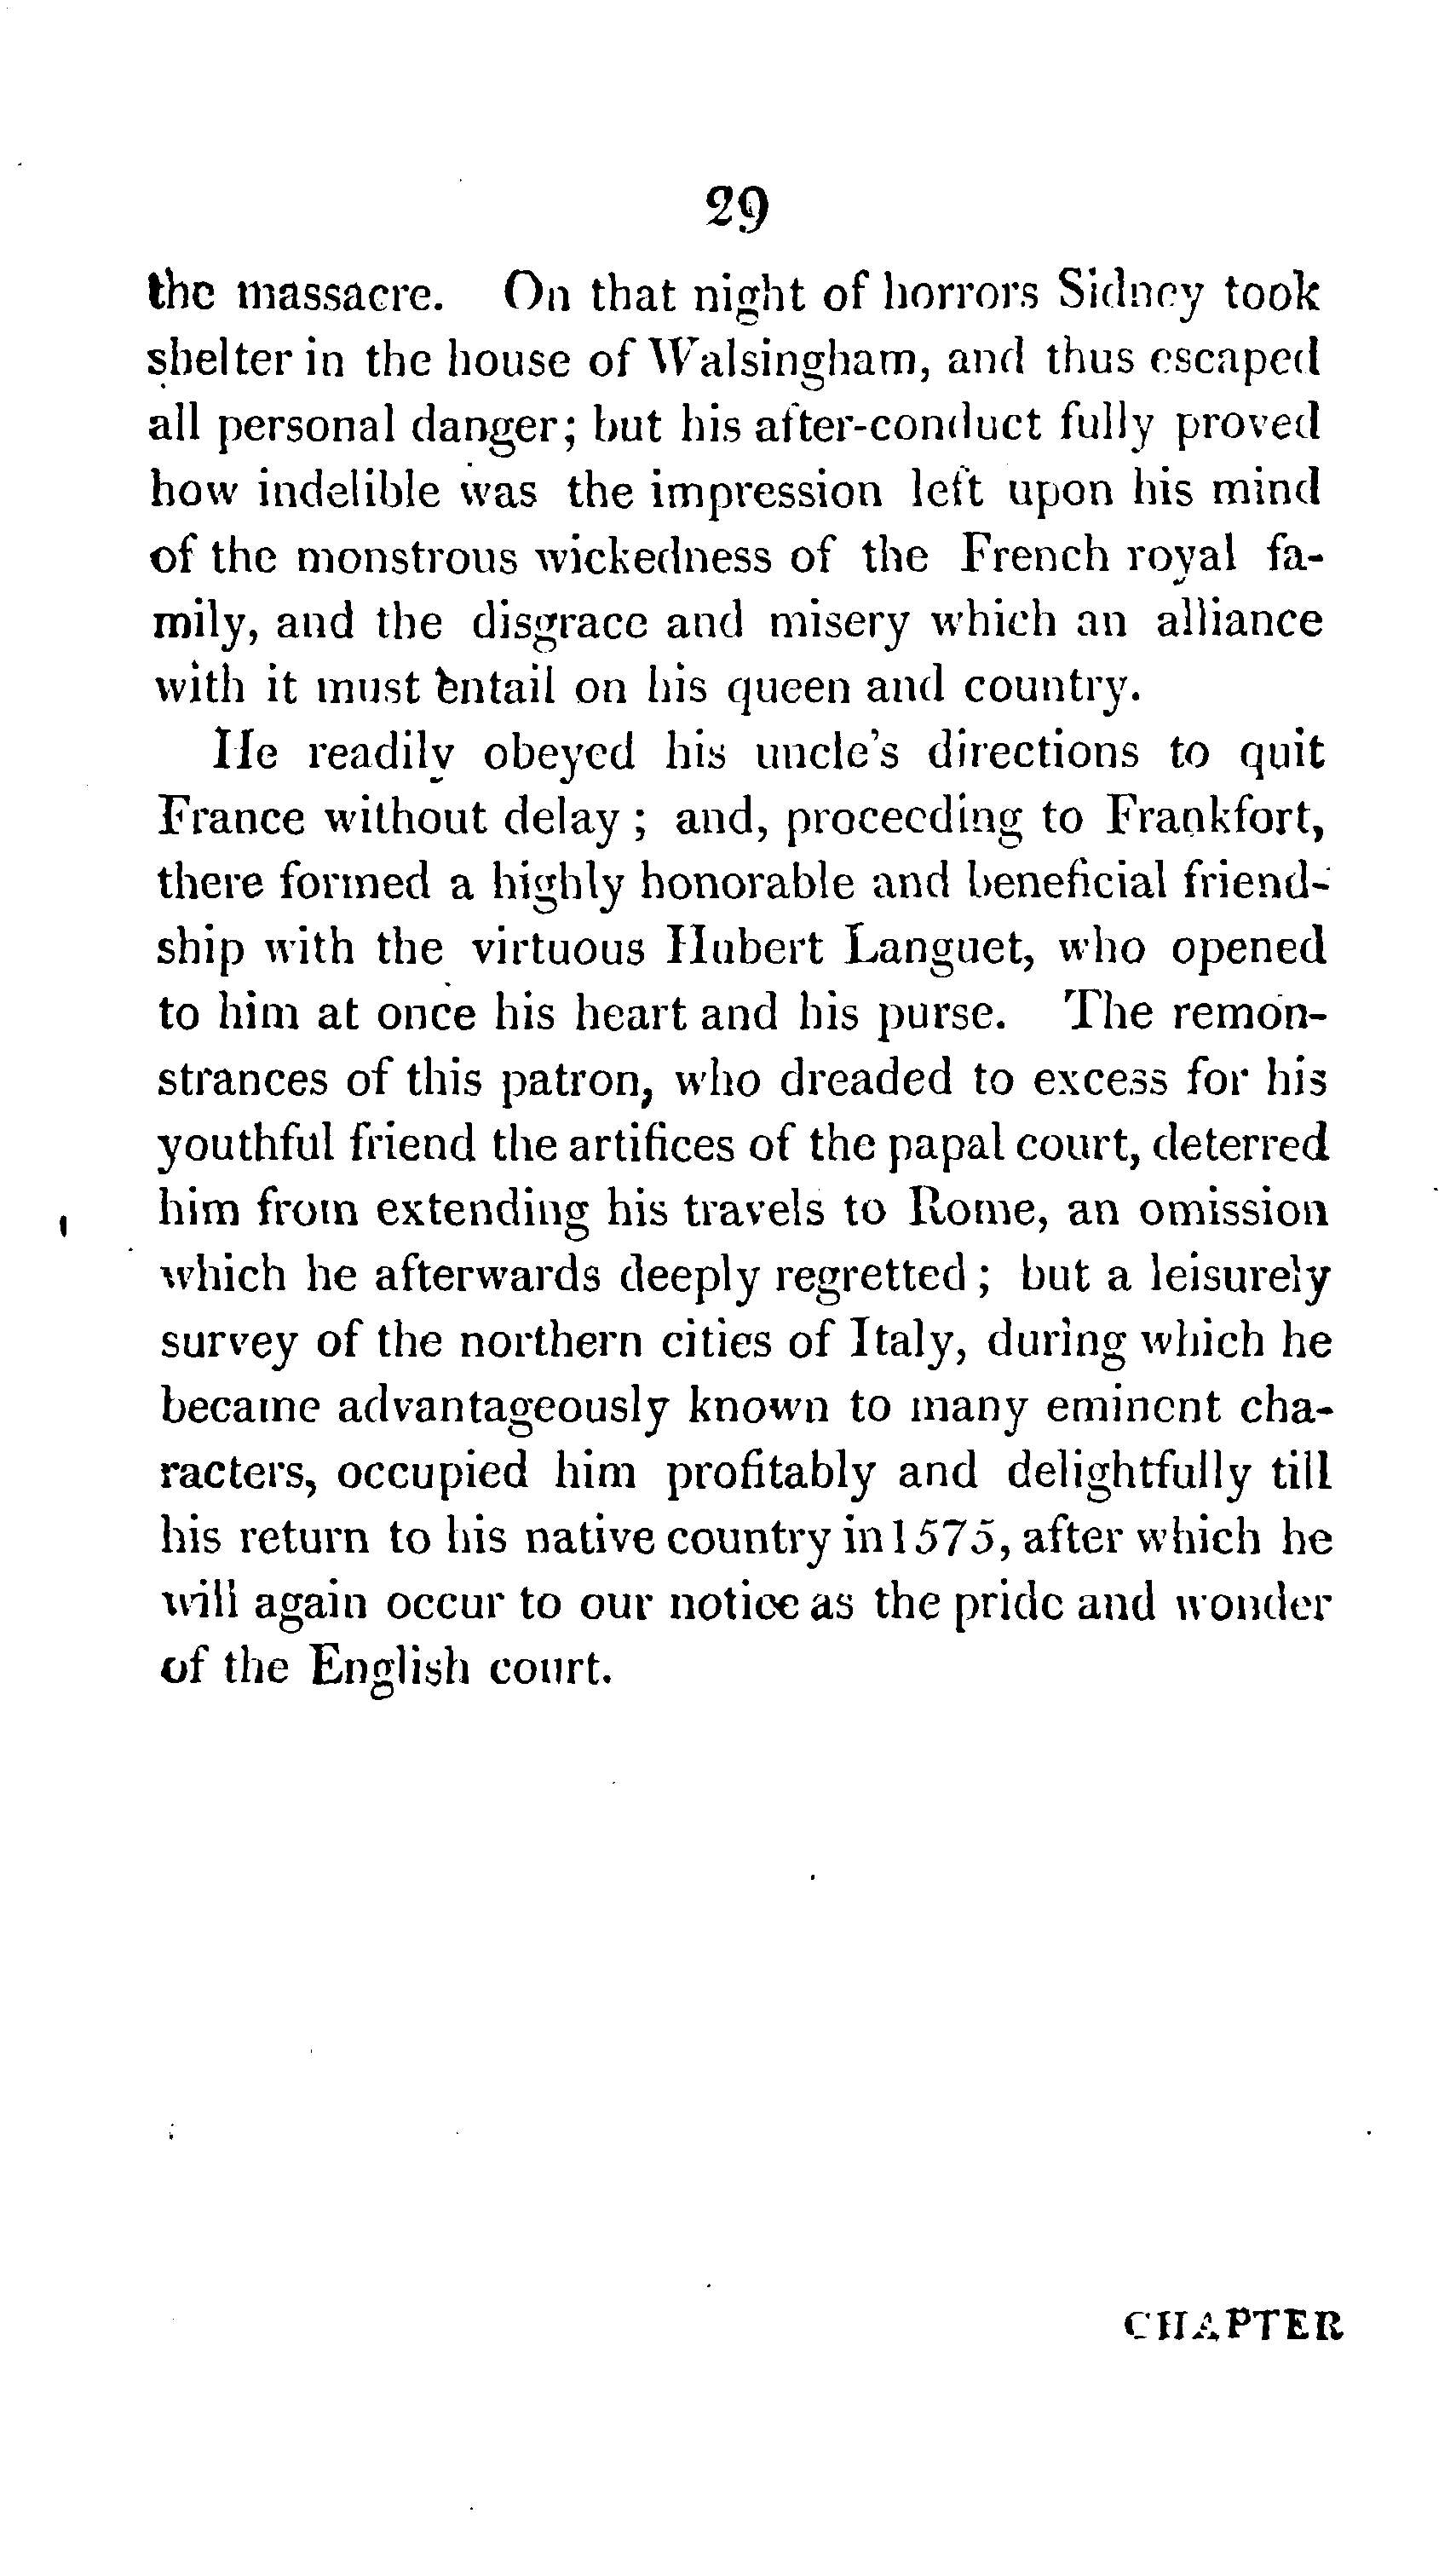 29
the massacre. On that night of horrors Sidney took
shelter in the house of Walsingham, and thus escaped
all personal danger; but his after-conduct fully proved
how indelible was the impression left upon his mind
of the monstrous wickedness of the French royal fa-
mily, and the disgrace and misery which an alliance
with it must entail on his queen and country.
He readily obeyed his uncle's directions to quit
France without delay ; and, proceeding to Frankfort,
there formed a highly honorable and beneficial friend-
ship with the virtuous Hubert Languet, who opened
to him at once his heart and his purse. The remon-
strances of this patron, who dreaded to excess for his
youthful friend the artifices of the papal court, deterred
him from extending his travels to Rome, an omission
which he afterwards deeply regretted ; but a leisurely
survey of the northern cities of Italy, during which he
became advantageously known to many eminent cha-
racters, occupied him profitably and delightfully till
his return to his native country in 1575, after which he
will again occur to our notice as the pride and wonder
of the English court.
CHAPTER